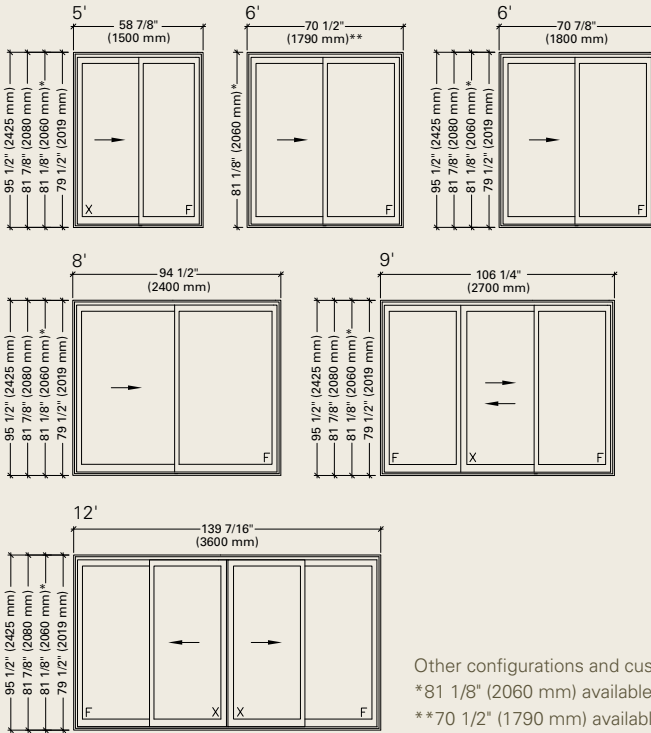 5'
58 7/8"
(1500 mm)
95 1/2" (2425 mm)
81 7/8" (2080 mm)
81 1/8" (2060 mm)*
79 1/2" (2019 mm)
X F
6'
70 1/2"
(1790 mm)**
81 1/8" (2060 mm)*
F
6'
70 7/8"
(1800 mm)
95 1/2" (2425 mm)
81 7/8" (2080 mm)
81 1/8" (2060 mm)*
79 1/2" (2019 mm)
F
8'
94 1/2"
(2400 mm)
95 1/2" (2425 mm)
81 7/8" (2080 mm)
81 1/8" (2060 mm)*
79 1/2" (2019 mm)
F
9'
106 1/4"
(2700 mm)
95 1/2" (2425 mm)
81 7/8" (2080 mm)
81 1/8" (2060 mm)*
79 1/2" (2019 mm)
F X F
12'
139 7/16"
(3600 mm)
95 1/2" (2425 mm)
81 7/8" (2080 mm)
81 1/8" (2060 mm)*
79 1/2" (2019 mm)
F X X F
Other configurations and
*81 1/8" (2060 mm) available
**70 1/2" (1790 mm)